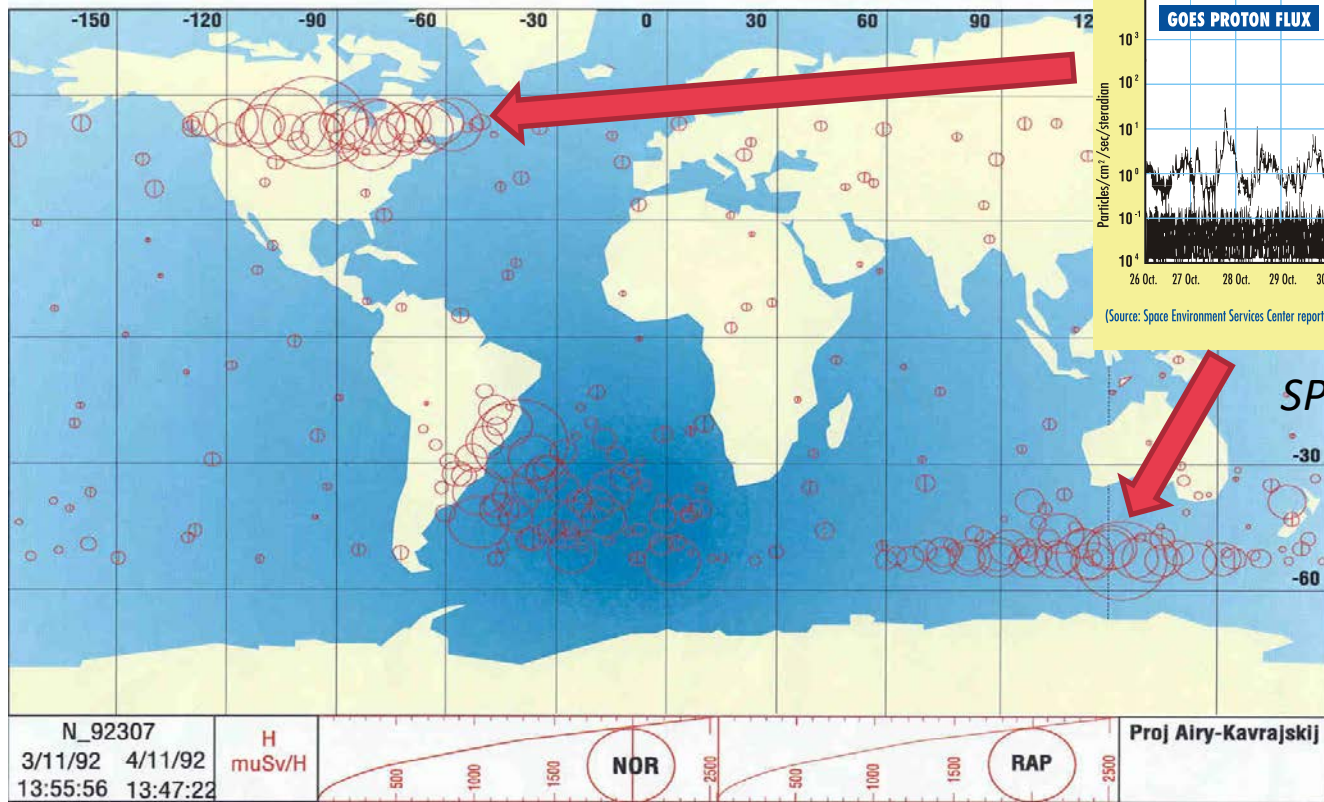 -150 -120 -90 -60 -30 0 30 60 90
GOES PROTON FLUX
Particles/cm²/sec/steradian
10³
10²
10¹
10⁰
10⁻¹
10⁴
26 Oct. 27 Oct. 28 Oct. 29 Oct.
(Source: Space Environment Services Center report
SP
-30
-60
N_92307
3/11/92 4/11/92
13:55:56 13:47:22
H
muSv/H
500 1000 NOR 2500
500 1000 1500 RAP 2500
Proj Airy-Kavrajskij